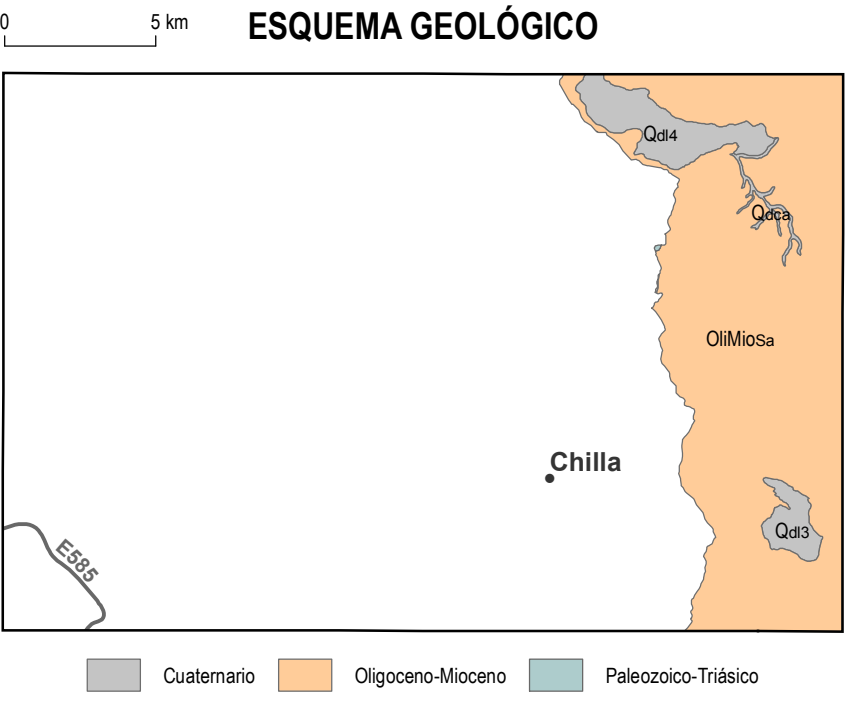 0 5 km
ESQUEMA GEOLÓGICO
Qdl4
Qdca
OliMioSa
Chilla
Qdl3
E585
Cuaternario
Oligoceno-Mioceno
Paleozoico-Triásico